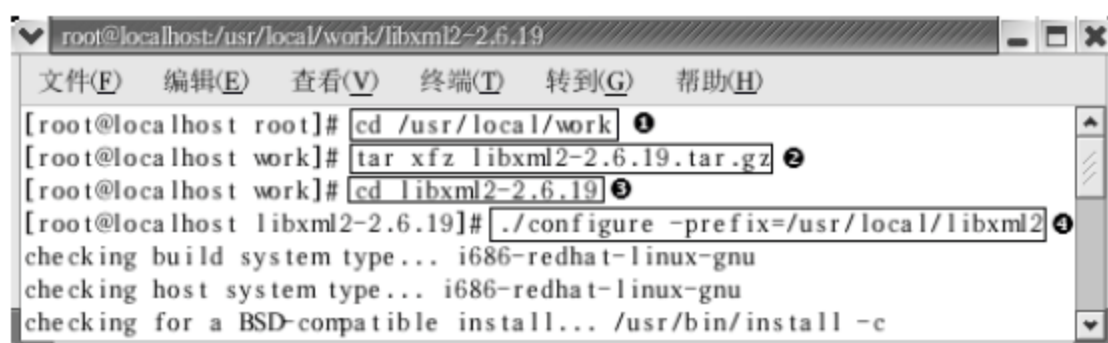 root@localhost:/usr/local/work/libxml2-2.6.19
文件(F) 编辑(E) 查看(V) 终端(T) 转到(G) 帮助(H)
[root@localhost root]# cd /usr/local/work ❶
[root@localhost work]# tar xfz libxml2-2.6.19.tar.gz ❷
[root@localhost work]# cd libxml2-2.6.19 ❸
[root@localhost libxml2-2.6.19]# ./configure -prefix=/usr/local/libxml2 ❹
checking build system type... i686-redhat-linux-gnu
checking host system type... i686-redhat-linux-gnu
checking for a BSD-compatible install... /usr/bin/install -c